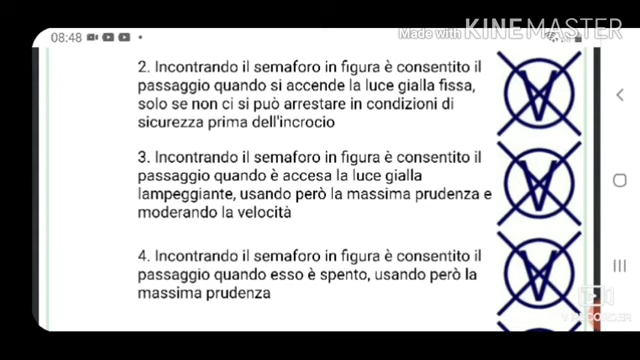 08:48
Made with KINEMASTER
2. Incontrando il semaforo in figura è consentito il
passaggio quando si accende la luce gialla fissa,
solo se non ci si può arrestare in condizioni di
sicurezza prima dell'incrocio
V
3. Incontrando il semaforo in figura è consentito il
passaggio quando è accesa la luce gialla
lampeggiante, usando però la massima prudenza e
moderando la velocità
V
4. Incontrando il semaforo in figura è consentito il
passaggio quando esso è spento, usando però la
massima prudenza
V